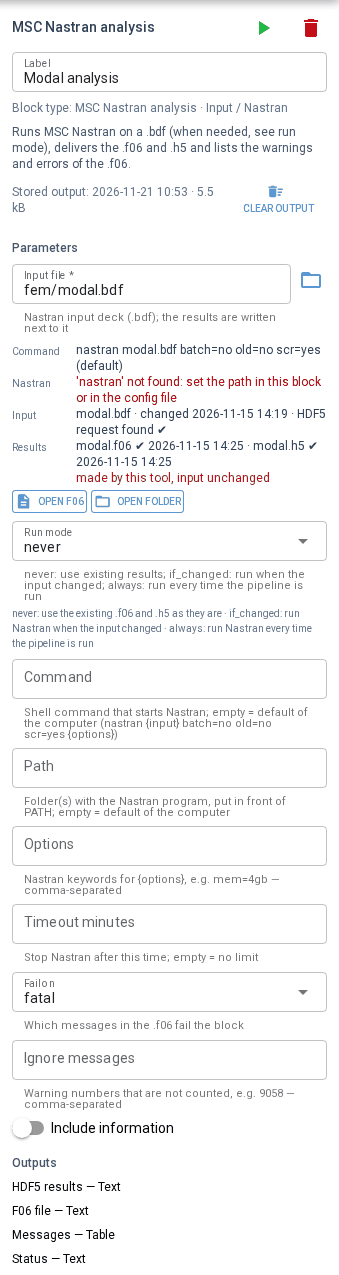 MSC Nastran analysis
Label
Modal analysis
Block type: MSC Nastran analysis · Input / Nastran
Runs MSC Nastran on a .bdf (when needed, see run
mode), delivers the .f06 and .h5 and lists the warnings
and errors of the .f06.
Stored output: 2026-11-21 10:53 · 5.5
kB
CLEAR OUTPUT
Parameters
Input file *
fem/modal.bdf
Nastran input deck (.bdf); the results are written
next to it
Command
nastran modal.bdf batch=no old=no scr=yes
(default)
Nastran
'nastran' not found: set the path in this block
or in the config file
Input
modal.bdf · changed 2026-11-15 14:19 · HDF5
request found ✔
Results
modal.f06 ✔ 2026-11-15 14:25 · modal.h5 ✔
2026-11-15 14:25
made by this tool, input unchanged
OPEN F06
OPEN FOLDER
Run mode
never
never: use existing results; if_changed: run when the
input changed; always: run every time the pipeline is
run
never: use the existing .f06 and .h5 as they are · if_changed: run
Nastran when the input changed · always: run Nastran every time
the pipeline is run
Command
Shell command that starts Nastran; empty = default of
the computer (nastran {input} batch=no old=no
scr=yes {options})
Path
Folder(s) with the Nastran program, put in front of
PATH; empty = default of the computer
Options
Nastran keywords for {options}, e.g. mem=4gb —
comma-separated
Timeout minutes
Stop Nastran after this time; empty = no limit
Fail on
fatal
Which messages in the .f06 fail the block
Ignore messages
Warning numbers that are not counted, e.g. 9058 —
comma-separated
Include information
Outputs
HDF5 results — Text
F06 file — Text
Messages — Table
Status — Text